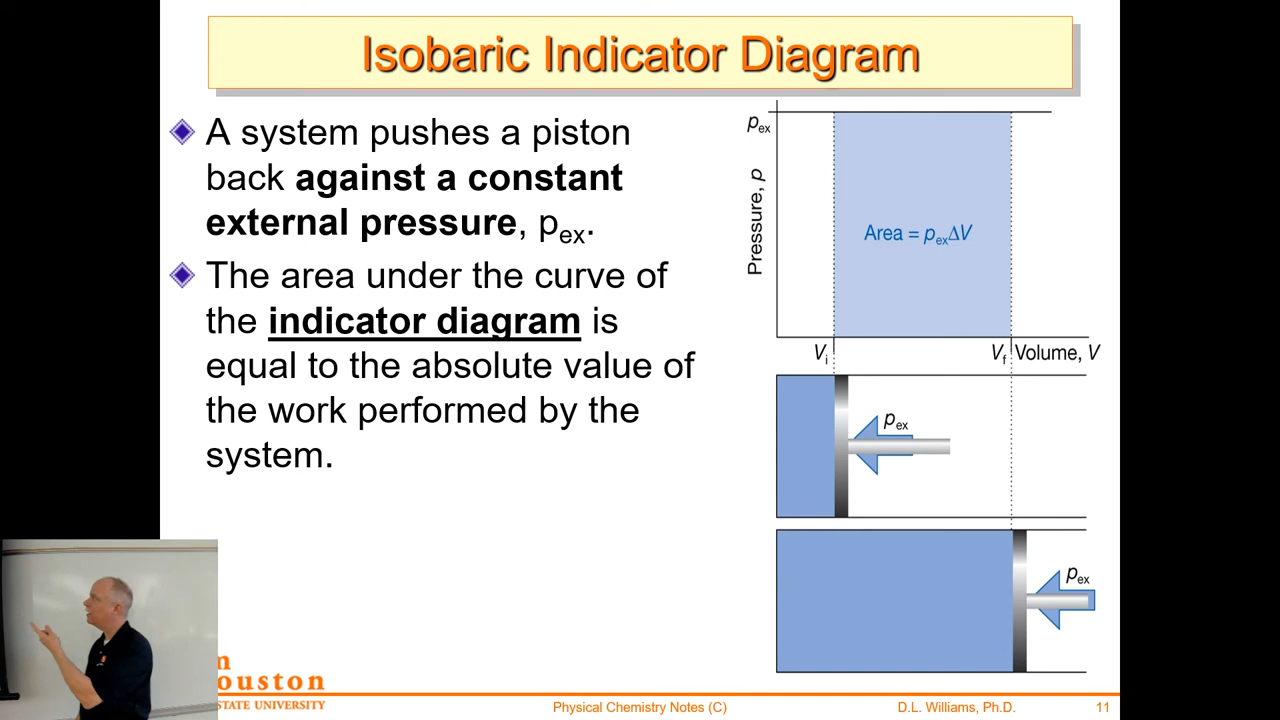 Isobaric Indicator Diagram
A system pushes a piston
back against a constant
external pressure, pex.
The area under the curve of
the indicator diagram is
equal to the absolute value of
the work performed by the
system.
pex
Pressure, p
Area = pexΔV
Vi
Vf
Volume, V
pex
pex
n
ouston
STATE UNIVERSITY
Physical Chemistry Notes (C)
D.L. Williams, Ph.D.
11